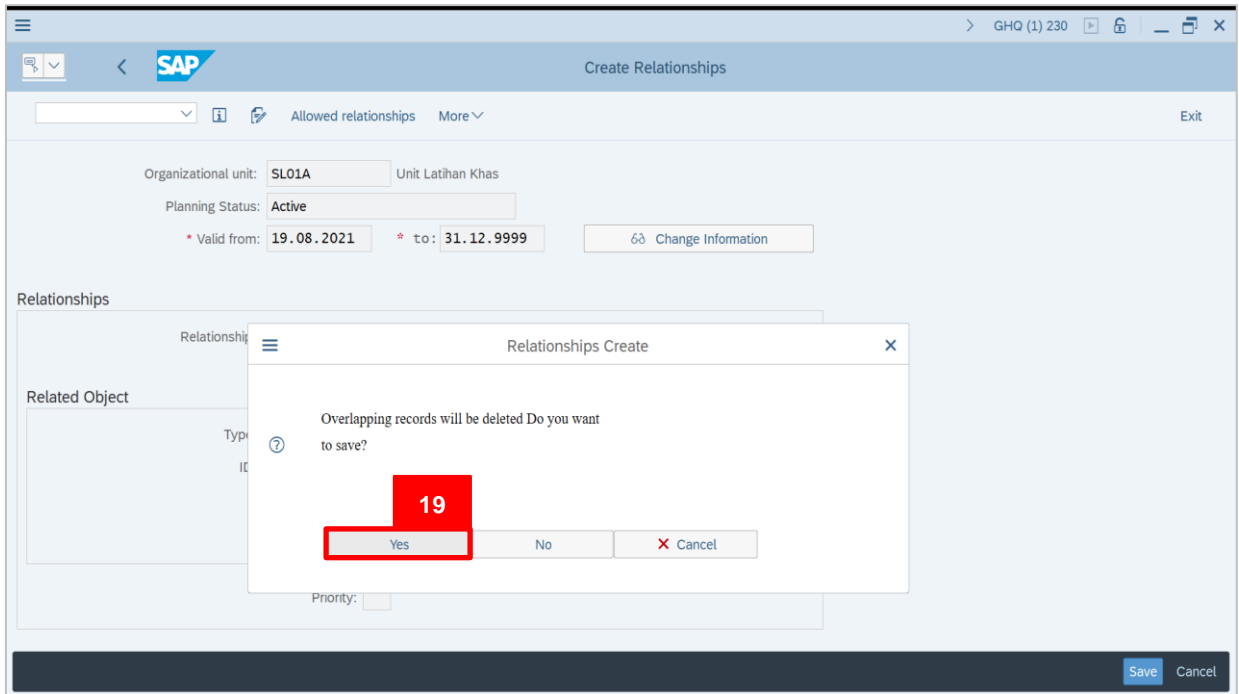 GHQ (1) 230
SAP
Create Relationships
Allowed relationships More Exit
Organizational unit: SL01A Unit Latihan Khas
Planning Status: Active
* Valid from: 19.08.2021 * to: 31.12.9999 Change Information
Relationships
Relationship
Relationships Create
Related Object
Overlapping records will be deleted Do you want
to save?
Type
ID
19
Yes No Cancel
Priority:
Save Cancel